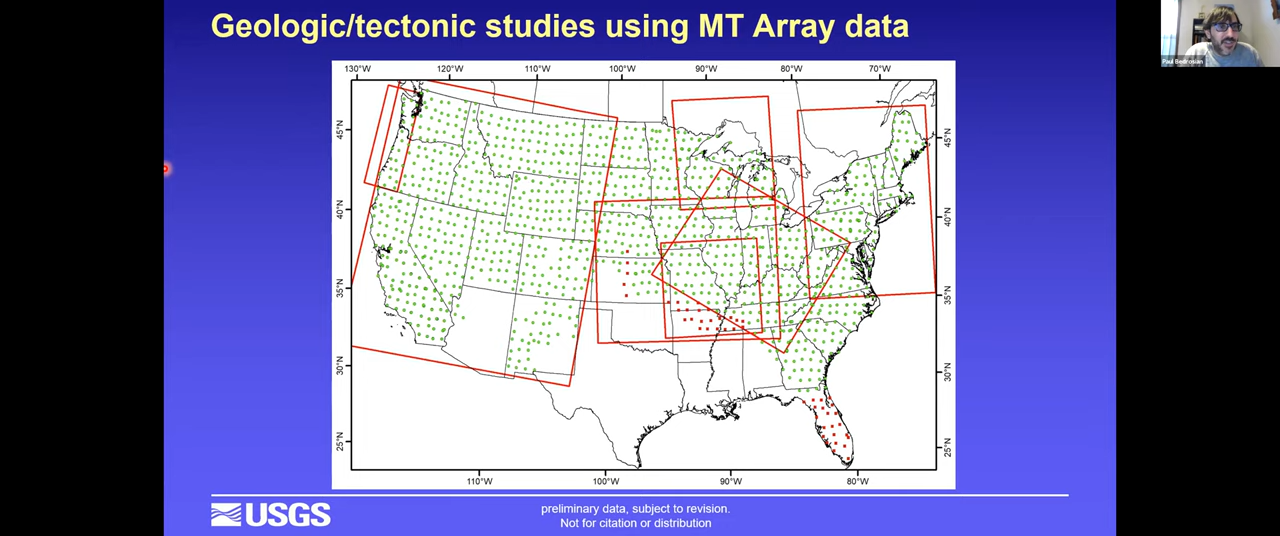 Geologic/tectonic studies using MT Array data
Paul Bedrosian
130°W 120°W 110°W 100°W 90°W 80°W 70°W
45°N 45°N
40°N 40°N
35°N 35°N
30°N 30°N
25°N 25°N
110°W 100°W 90°W 80°W
USGS
preliminary data, subject to revision.
Not for citation or distribution